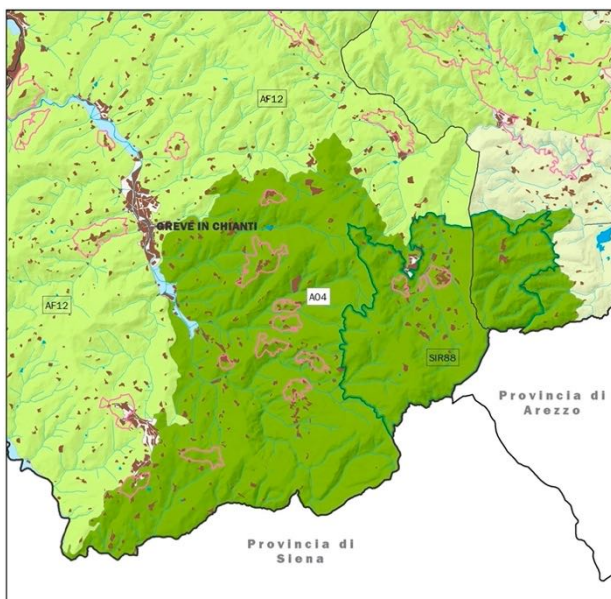 AF12
GREVE IN CHIANTI
A04
AF12
SIR88
Provincia di
Arezzo
Provincia di
Siena